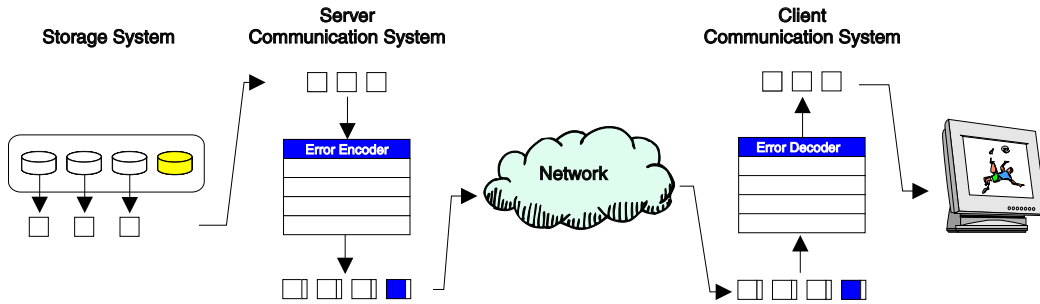 Storage System
Server
Communication System
Client
Communication System
Error Encoder
Network
Error Decoder